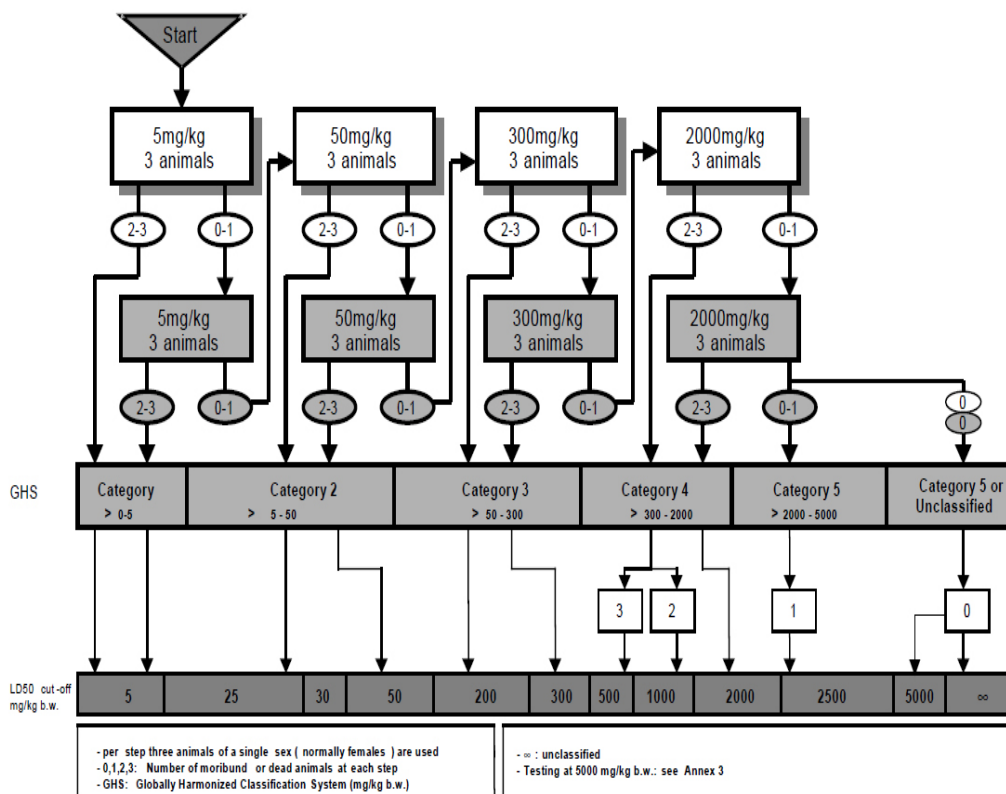 Start
5mg/kg
3 animals
50mg/kg
3 animals
300mg/kg
3 animals
2000mg/kg
3 animals
2-3
0-1
2-3
0-1
2-3
0-1
2-3
0-1
5mg/kg
3 animals
50mg/kg
3 animals
300mg/kg
3 animals
2000mg/kg
3 animals
2-3
0-1
2-3
0-1
2-3
0-1
2-3
0-1
0
0
GHS
Category
> 0-5
Category 2
> 5 - 50
Category 3
> 50 - 300
Category 4
> 300 - 2000
Category 5
> 2000 - 5000
Category 5 or
Unclassified
3
2
1
0
LD50 cut-off
mg/kg b.w.
5
25
30
50
200
300
500
1000
2000
2500
5000
∞
- per step three animals of a single sex ( normally females ) are used
- 0,1,2,3: Number of moribund or dead animals at each step
- GHS: Globally Harmonized Classification System (mg/kg b.w.)
- ∞ : unclassified
- Testing at 5000 mg/kg b.w.: see Annex 3